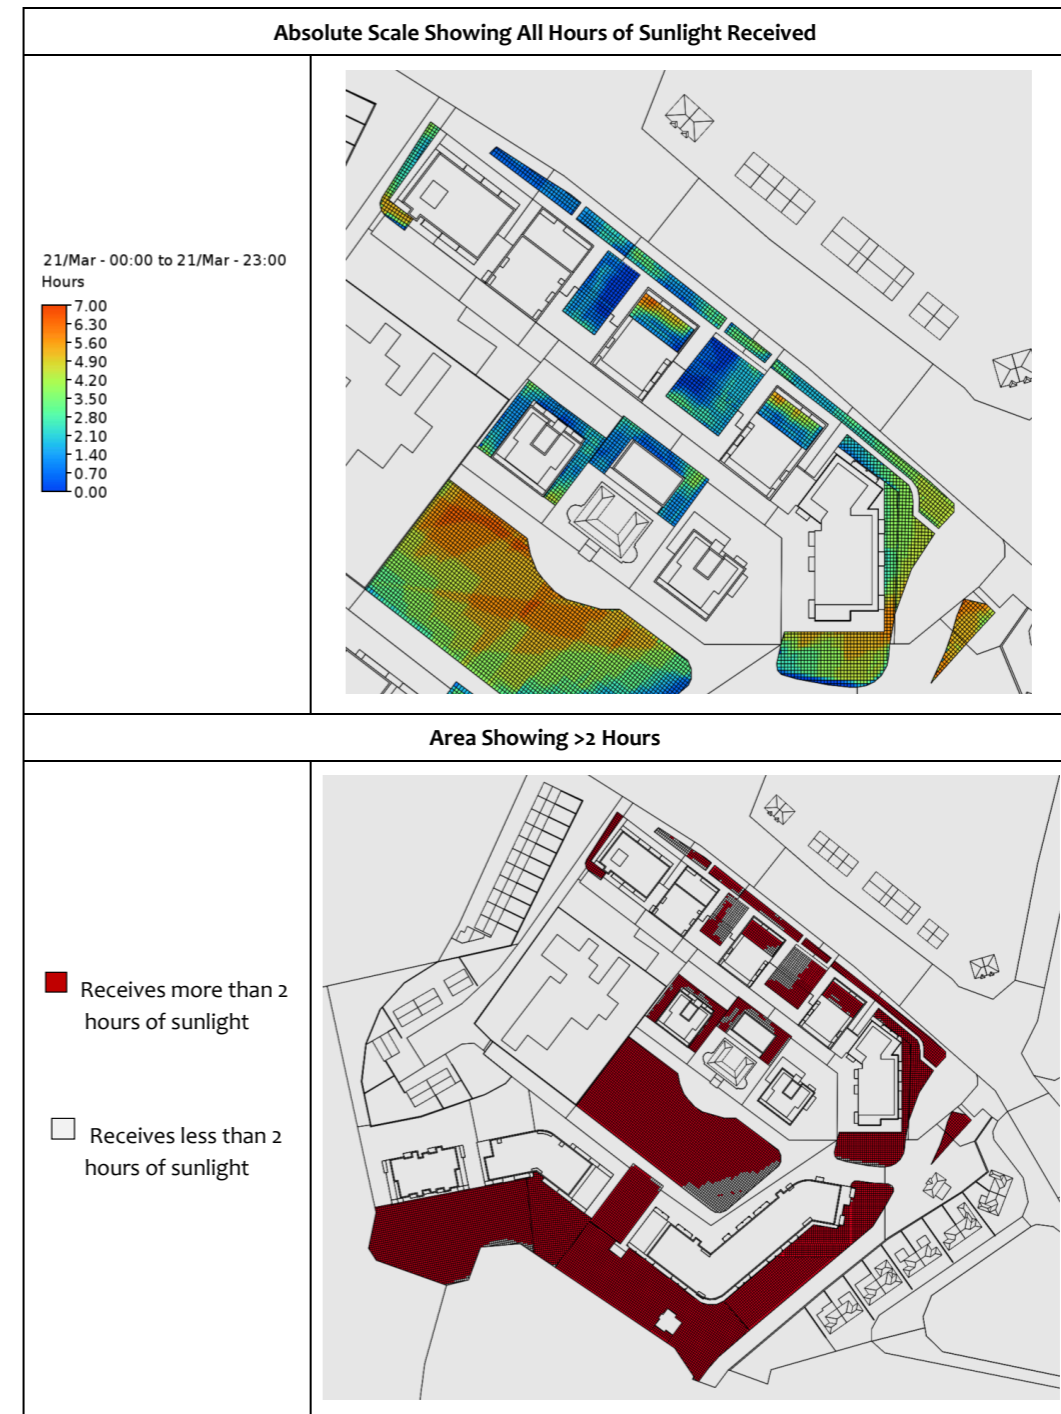 Absolute Scale Showing All Hours of Sunlight Received
21/Mar - 00:00 to 21/Mar - 23:00
Hours
7.00
6.30
5.60
4.90
4.20
3.50
2.80
2.10
1.40
0.70
0.00
Area Showing >2 Hours
Receives more than 2
hours of sunlight
Receives less than 2
hours of sunlight